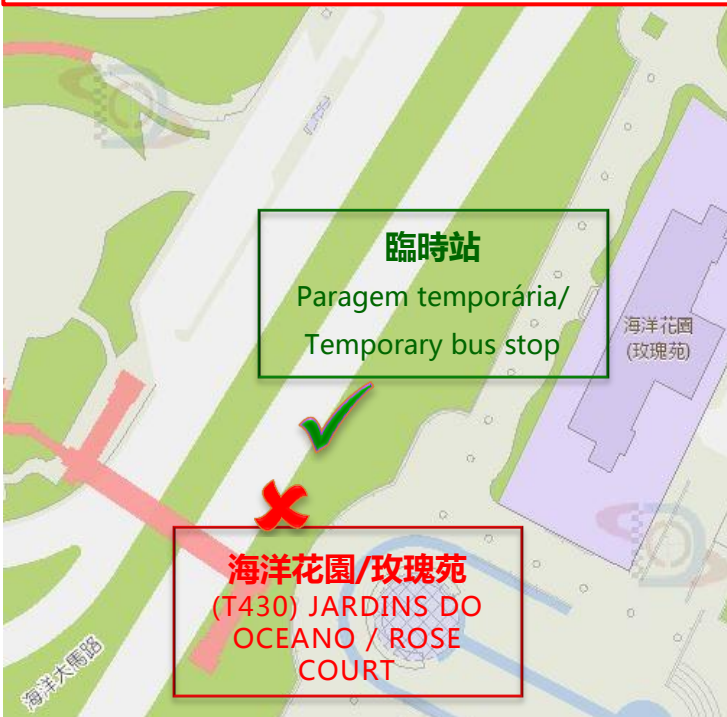 臨時站
Paragem temporária/
Temporary bus stop
海洋花園
(玫瑰苑)
海洋花園/玫瑰苑
(T430) JARDINS DO
OCEANO / ROSE
COURT
海洋大馬路